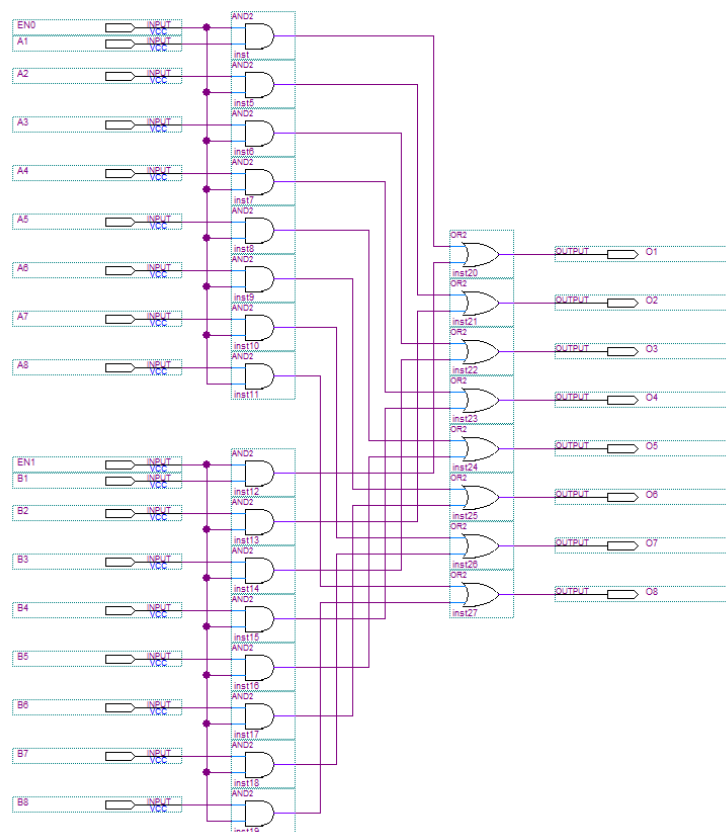 EN0 INPUT VCC
A1 INPUT VCC
AND2
inst
A2 INPUT VCC
AND2
inst5
A3 INPUT VCC
AND2
inst6
A4 INPUT VCC
AND2
inst7
A5 INPUT VCC
AND2
inst8
A6 INPUT VCC
AND2
inst9
A7 INPUT VCC
AND2
inst10
A8 INPUT VCC
AND2
inst11
EN1 INPUT VCC
B1 INPUT VCC
AND2
inst12
B2 INPUT VCC
AND2
inst13
B3 INPUT VCC
AND2
inst14
B4 INPUT VCC
AND2
inst15
B5 INPUT VCC
AND2
inst16
B6 INPUT VCC
AND2
inst17
B7 INPUT VCC
AND2
inst18
B8 INPUT VCC
AND2
inst19
OR2
inst20
OUTPUT O1
OR2
inst21
OUTPUT O2
OR2
inst22
OUTPUT O3
OR2
inst23
OUTPUT O4
OR2
inst24
OUTPUT O5
OR2
inst25
OUTPUT O6
OR2
inst26
OUTPUT O7
OR2
inst27
OUTPUT O8